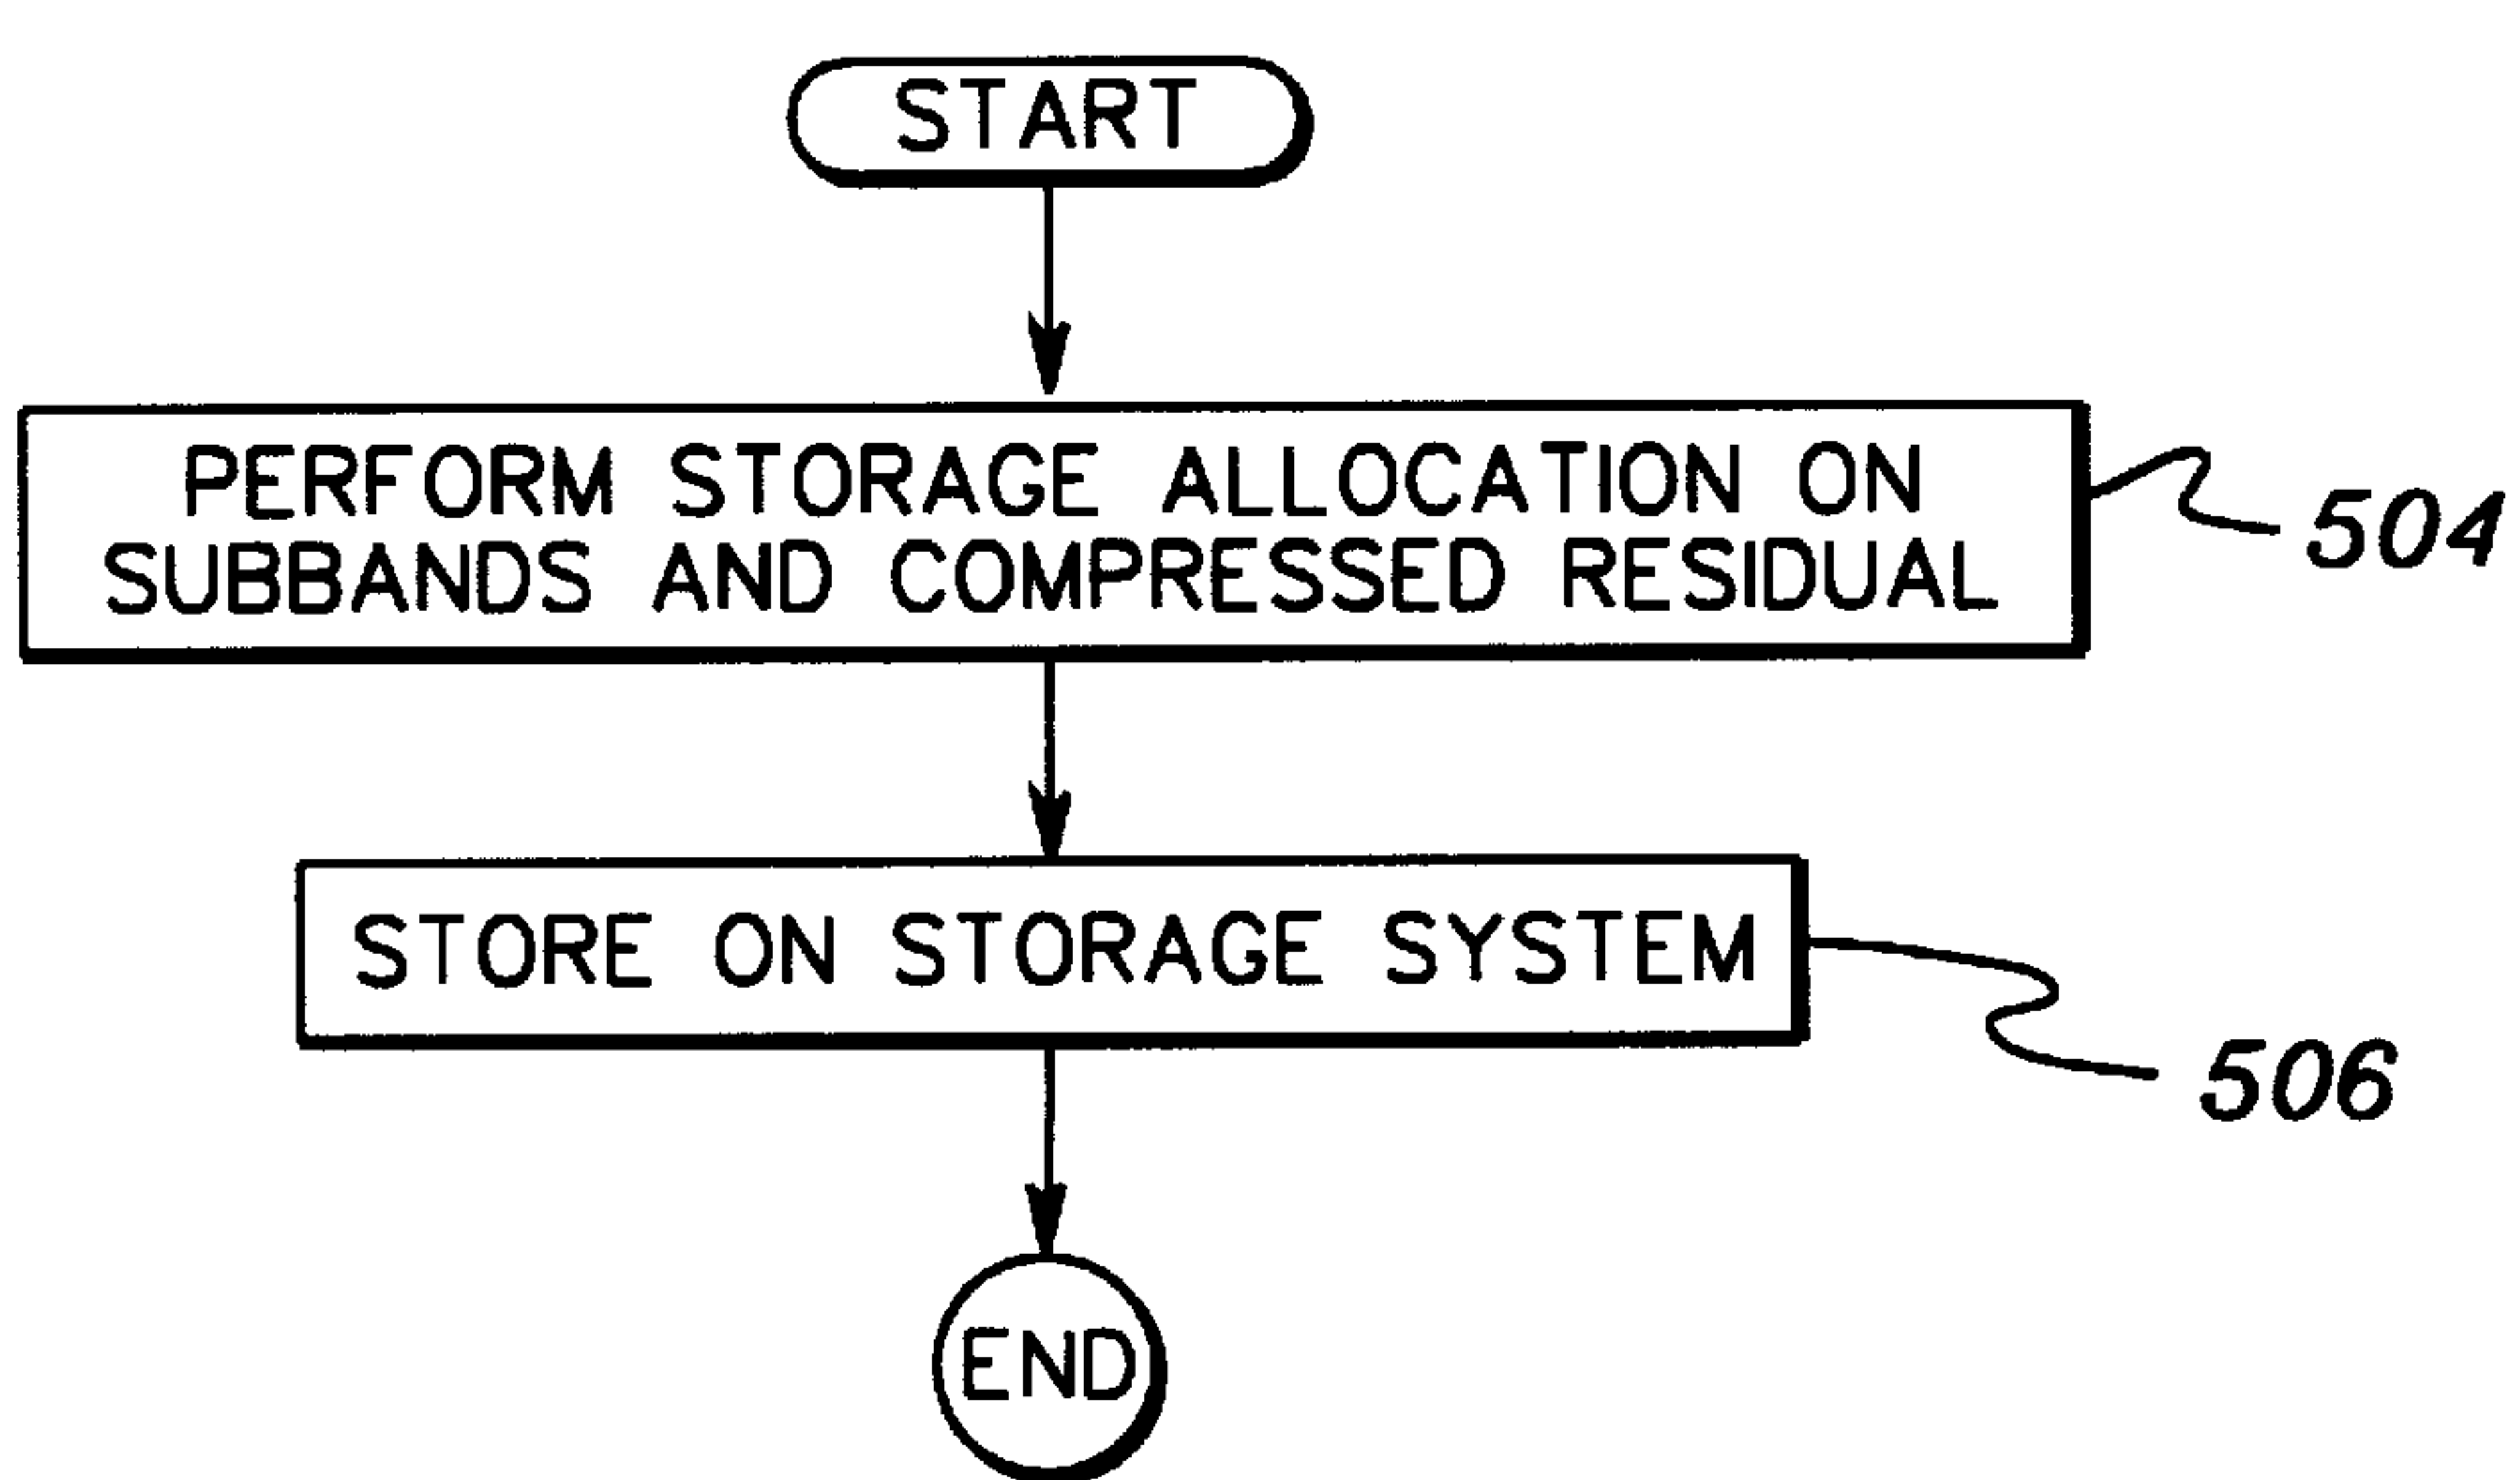 START
PERFORM STORAGE ALLOCATION ON
SUBBANDS AND COMPRESSED RESIDUAL
504
STORE ON STORAGE SYSTEM
506
END